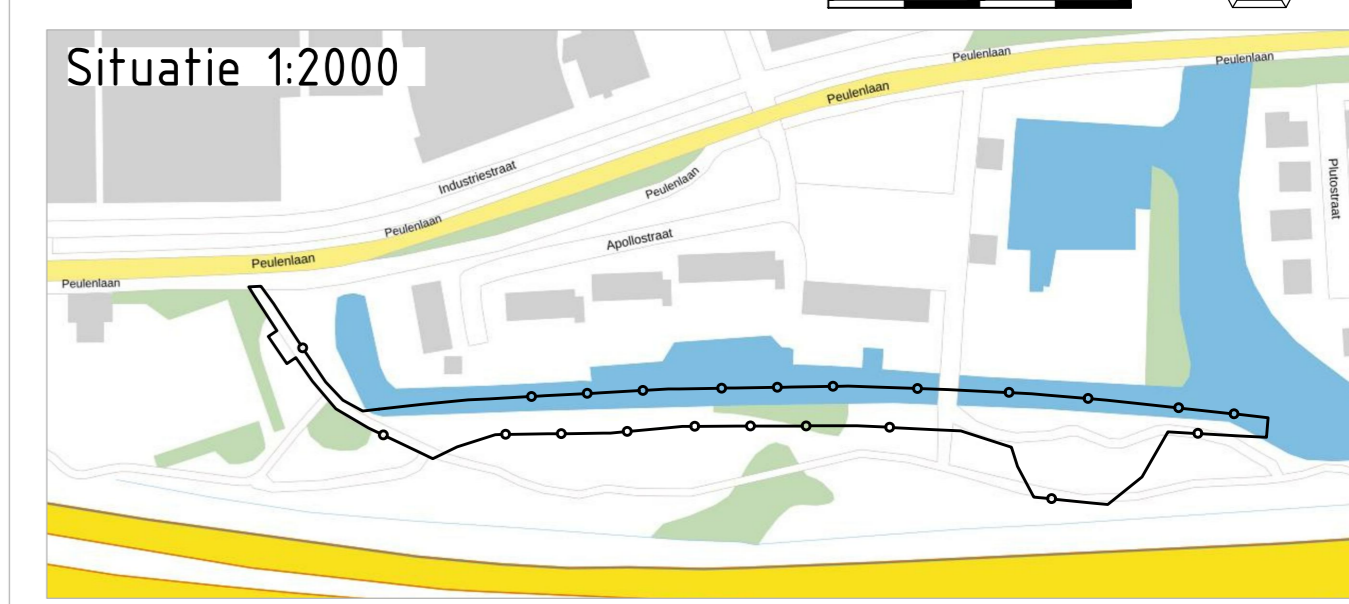 Situatie 1:2000
Peulenlaan
Peulenlaan
Peulenlaan
Industriestraat
Peulenlaan
Peulenlaan
Plutostraat
Apollostraat
Peulenlaan
Peulenlaan